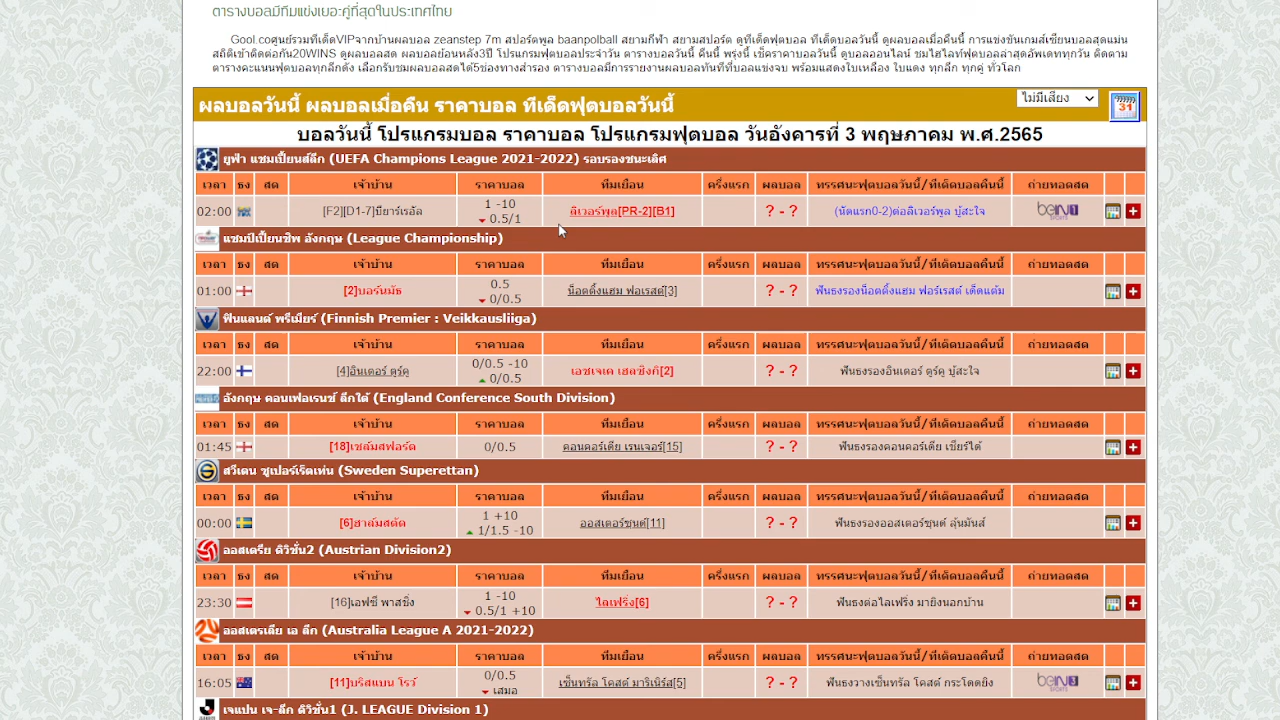 ตารางบอลมีทีมแข่งเยอะคู่ที่สุดในประเทศไทย
Gool.coศูนย์รวมทีเด็ดVIPจากบ้านผลบอล zeanstep 7m สปอร์ตพูล baanpolball สยามกีฬา สยามสปอร์ต ดูทีเด็ดฟุตบอล ทีเด็ดบอลวันนี้ ดูผลบอลเมื่อคืนนี้ การแข่งขันเกมส์เซียนบอลสุดแม่น
สถิติเข้าติดต่อกัน20WINS ดูผลบอลสด ผลบอลย้อนหลัง3ปี โปรแกรมฟุตบอลประจำวัน ตารางบอลวันนี้ คืนนี้ พรุ่งนี้ เช็คราคาบอลวันนี้ ดูบอลออนไลน์ ชมไฮไลท์ฟุตบอลล่าสุดอัพเดททุกวัน ติดตาม
ตารางคะแนนฟุตบอลทุกลีกดัง เลือกรับชมผลบอลสดได้5ช่องทางสำรอง ตารางบอลมีการรายงานผลบอลทันทีที่บอลแข่งจบ พร้อมแสดงใบเหลือง ใบแดง ทุกลีก ทุกคู่ ทั่วโลก
ผลบอลวันนี้ ผลบอลเมื่อคืน ราคาบอล ทีเด็ดฟุตบอลวันนี้ ไม่มีเสียง 31
บอลวันนี้ โปรแกรมบอล ราคาบอล โปรแกรมฟุตบอล วันอังคารที่ 3 พฤษภาคม พ.ศ.2565
ยูฟ่า แชมเปี้ยนส์ลีก (UEFA Champions League 2021-2022) รอบรองชนะเลิศ
เวลา ธง สด เจ้าบ้าน ราคาบอล ทีมเยือน ครึ่งแรก ผลบอล ทรรศนะฟุตบอลวันนี้/ทีเด็ดบอลคืนนี้ ถ่ายทอดสด
02:00 [F2][D1-7]บียาร์เรอัล 1 -10 0.5/1 ลิเวอร์พูล[PR-2][B1] ? - ? (นัดแรก0-2)ต่อลิเวอร์พูล บู๊สะใจ beIN SPORTS 1
แชมป์เปี้ยนชิพ อังกฤษ (League Championship)
เวลา ธง สด เจ้าบ้าน ราคาบอล ทีมเยือน ครึ่งแรก ผลบอล ทรรศนะฟุตบอลวันนี้/ทีเด็ดบอลคืนนี้ ถ่ายทอดสด
01:00 [2]บอร์นมัธ 0.5 0/0.5 น็อตติ้งแฮม ฟอเรสต์[3] ? - ? ฟันธงรองน็อตติ้งแฮม ฟอร์เรสต์ เด็ดแต้ม
ฟินแลนด์ พรีเมียร์ (Finnish Premier : Veikkausliiga)
เวลา ธง สด เจ้าบ้าน ราคาบอล ทีมเยือน ครึ่งแรก ผลบอล ทรรศนะฟุตบอลวันนี้/ทีเด็ดบอลคืนนี้ ถ่ายทอดสด
22:00 [4]อินเตอร์ ตุร์คู 0/0.5 -10 0/0.5 เอชเจเค เฮลซิงกิ[2] ? - ? ฟันธงรองอินเตอร์ ตูร์คู บู๊สะใจ
อังกฤษ คอนเฟอเรนซ์ ลีกใต้ (England Conference South Division)
เวลา ธง สด เจ้าบ้าน ราคาบอล ทีมเยือน ครึ่งแรก ผลบอล ทรรศนะฟุตบอลวันนี้/ทีเด็ดบอลคืนนี้ ถ่ายทอดสด
01:45 [18]เชล์มสฟอร์ด 0/0.5 คอนคอร์เดีย เรนเจอร์[15] ? - ? ฟันธงรองคอนคอร์เดีย เชียร์ได้
สวีเดน ซูเปอร์เร็ตเท่น (Sweden Superettan)
เวลา ธง สด เจ้าบ้าน ราคาบอล ทีมเยือน ครึ่งแรก ผลบอล ทรรศนะฟุตบอลวันนี้/ทีเด็ดบอลคืนนี้ ถ่ายทอดสด
00:00 [6]ฮาล์มสตัด 1 +10 1/1.5 -10 ออสเตอร์ซุนด์[11] ? - ? ฟันธงรองออสเตอร์ซุนด์ ลุ้นมันส์
ออสเตรีย ดิวิชั่น2 (Austrian Division2)
เวลา ธง สด เจ้าบ้าน ราคาบอล ทีมเยือน ครึ่งแรก ผลบอล ทรรศนะฟุตบอลวันนี้/ทีเด็ดบอลคืนนี้ ถ่ายทอดสด
23:30 [16]เอฟซี พาสชิ่ง 1 -10 0.5/1 +10 ไลเฟริ่ง[6] ? - ? ฟันธงต่อไลเฟริ่ง มายิงนอกบ้าน
ออสเตรเลีย เอ ลีก (Australia League A 2021-2022)
เวลา ธง สด เจ้าบ้าน ราคาบอล ทีมเยือน ครึ่งแรก ผลบอล ทรรศนะฟุตบอลวันนี้/ทีเด็ดบอลคืนนี้ ถ่ายทอดสด
16:05 [11]บริสแบน โรว์ 0/0.5 เสมอ เซ็นทรัล โคสต์ มาริเนิร์ส[5] ? - ? ฟันธงวางเซ็นทรัล โคสต์ กระโดดยิง beIN SPORTS 3
เจแปน เจ-ลีก ดิวิชั่น1 (J. LEAGUE Division 1)